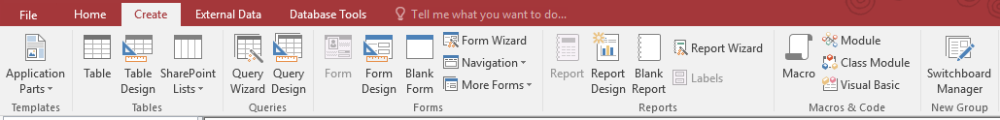 File Home Create External Data Database Tools Tell me what you want to do...
Application Parts
Templates
Table
Table Design
SharePoint Lists
Tables
Query Wizard
Query Design
Queries
Form
Form Design
Blank Form
Form Wizard
Navigation
More Forms
Forms
Report
Report Design
Blank Report
Report Wizard
Labels
Reports
Macro
Module
Class Module
Visual Basic
Macros & Code
Switchboard Manager
New Group